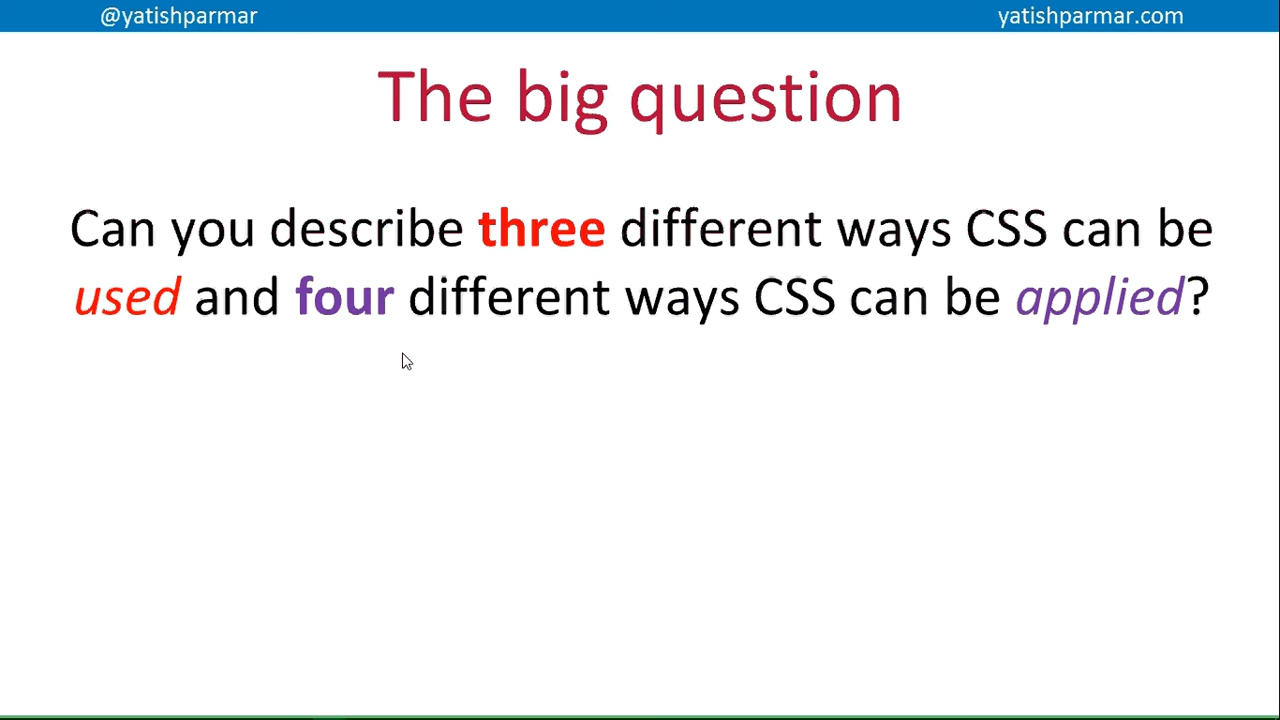 @yatishparmar
yatishparmar.com
The big question
Can you describe three different ways CSS can be
used and four different ways CSS can be applied?